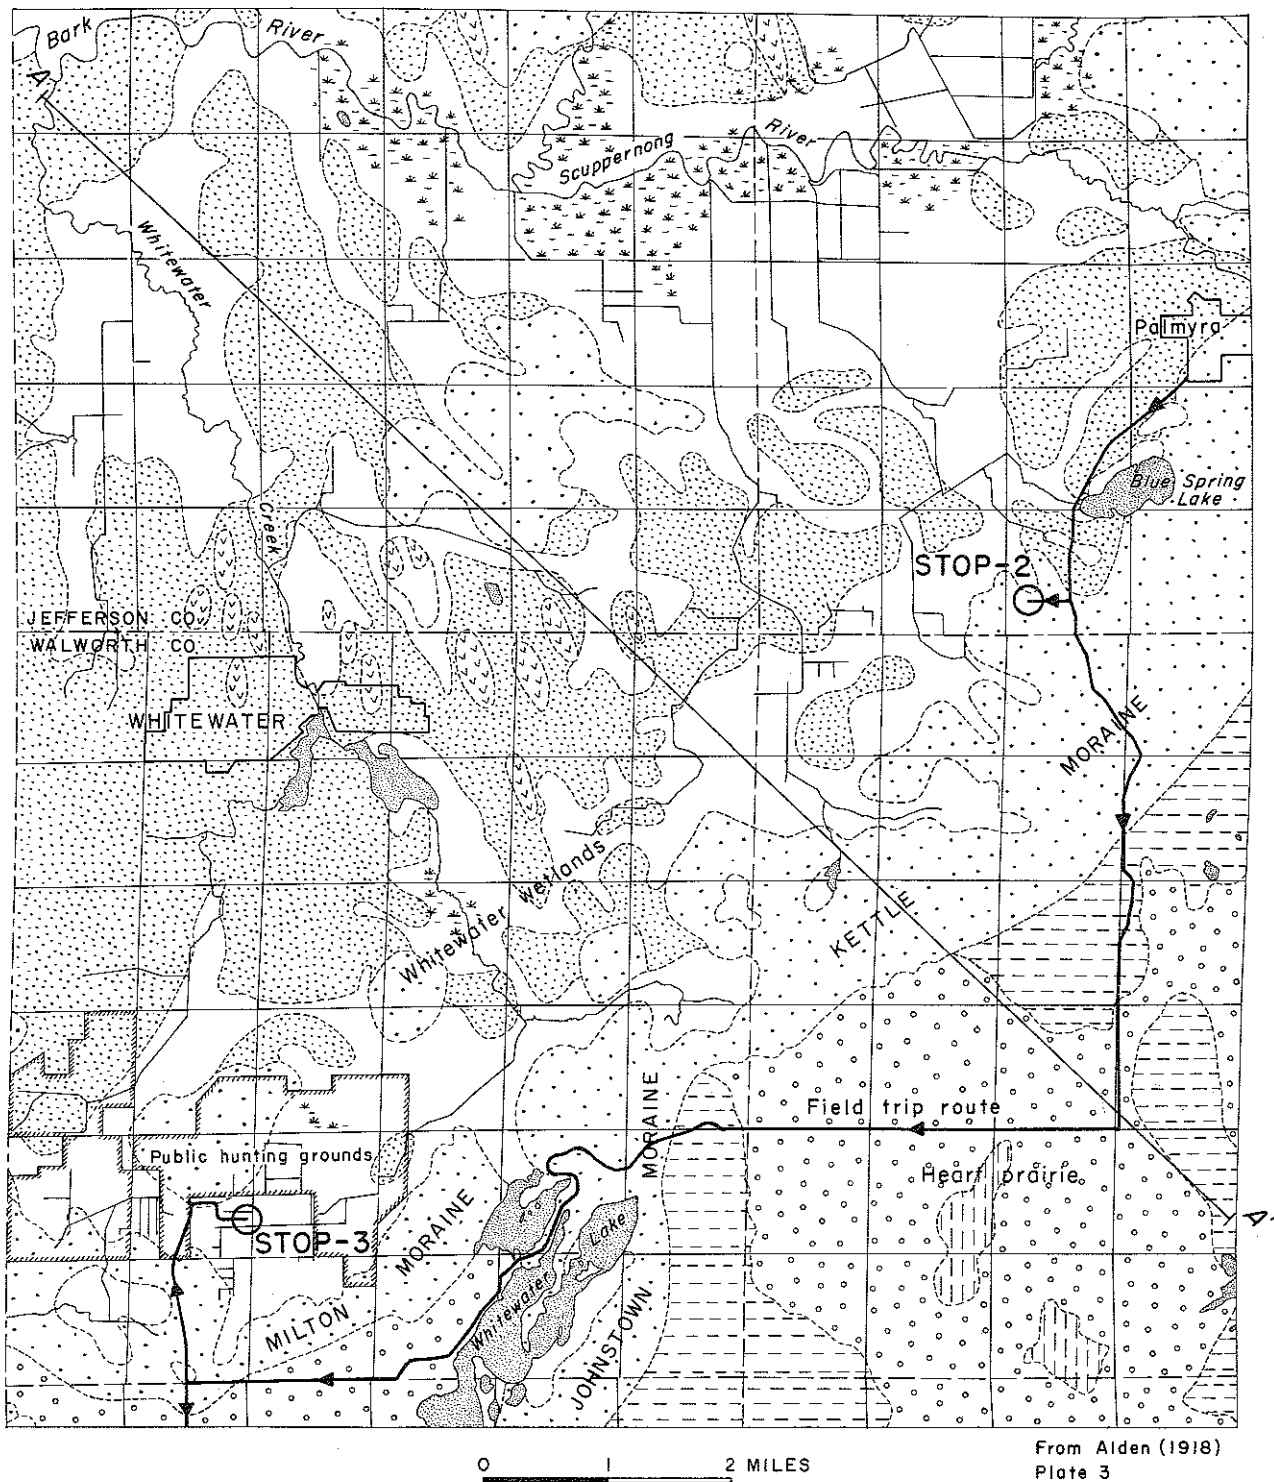 Bark River
A
Scuppernong River
Whitewater
Creek
Palmyra
Blue Spring
Lake
STOP-2
JEFFERSON CO.
WALWORTH CO.
WHITEWATER
MORAINE
Whitewater Wetlands
KETTLE
MORAINE
Field trip route
Public hunting grounds
Heart prairie
A'
STOP-3
MORAINE
Lake
Whitewater
MILTON
JOHNSTOWN
0 1 2 MILES
From Alden (1918)
Plate 3